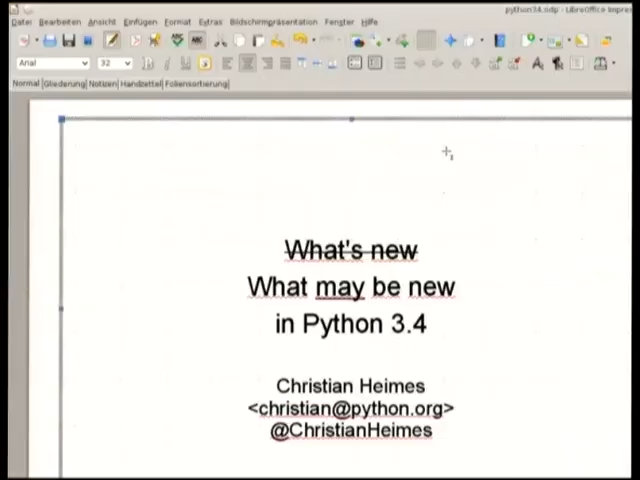 python34.odp - LibreOffice Impres
Datei Bearbeiten Ansicht Einfügen Format Extras Bildschirmpräsentation Fenster Hilfe
Arial 32
Normal Gliederung Notizen Handzettel Foliensortierung
What's new
What may be new
in Python 3.4
Christian Heimes
<christian@python.org>
@ChristianHeimes